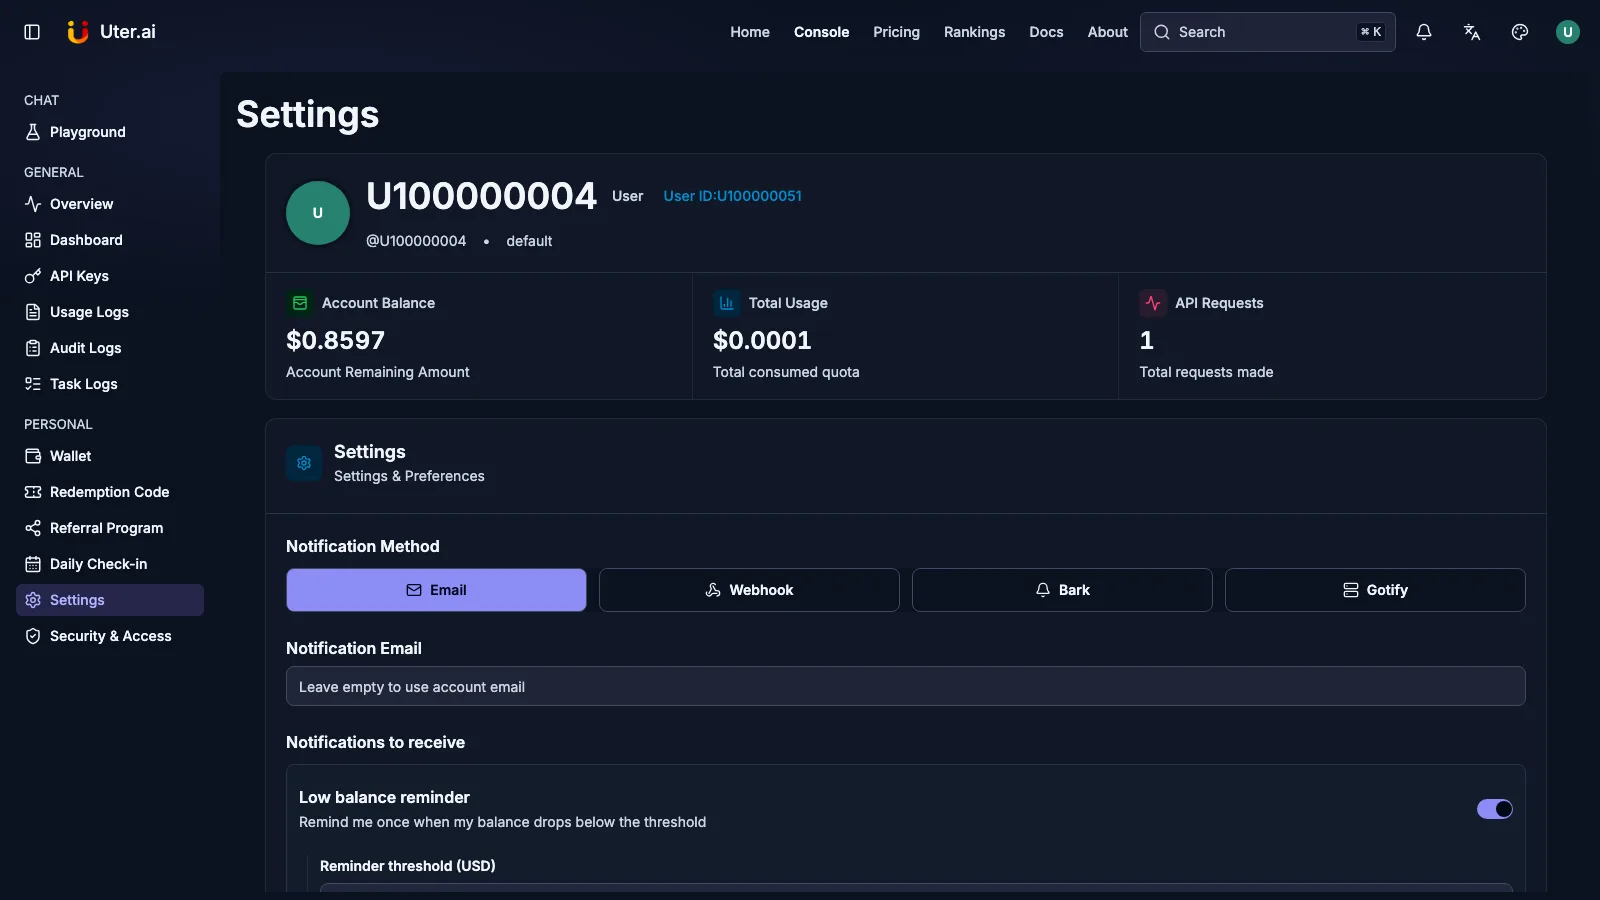 Uter.ai
Home
Console
Pricing
Rankings
Docs
About
Search
⌘ K
U
CHAT
Playground
GENERAL
Overview
Dashboard
API Keys
Usage Logs
Audit Logs
Task Logs
PERSONAL
Wallet
Redemption Code
Referral Program
Daily Check-in
Settings
Security & Access
Settings
U
U100000004 User User ID:U100000051
@U100000004 • default
Account Balance
$0.8597
Account Remaining Amount
Total Usage
$0.0001
Total consumed quota
API Requests
1
Total requests made
Settings
Settings & Preferences
Notification Method
Email
Webhook
Bark
Gotify
Notification Email
Leave empty to use account email
Notifications to receive
Low balance reminder
Remind me once when my balance drops below the threshold
Reminder threshold (USD)